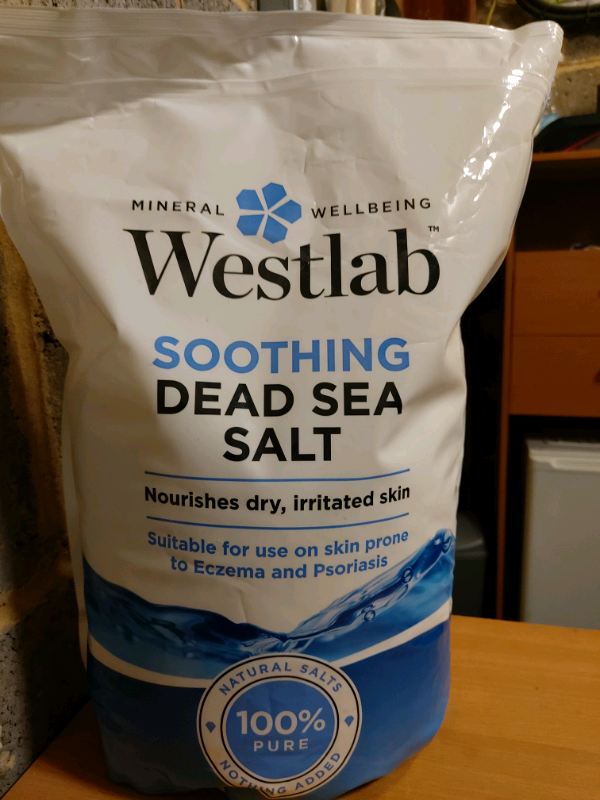 MINERAL WELLBEING
Westlab™
SOOTHING
DEAD SEA
SALT
Nourishes dry, irritated skin
Suitable for use on skin prone
to Eczema and Psoriasis
NATURAL SALTS
100%
PURE
NOTHING ADDED